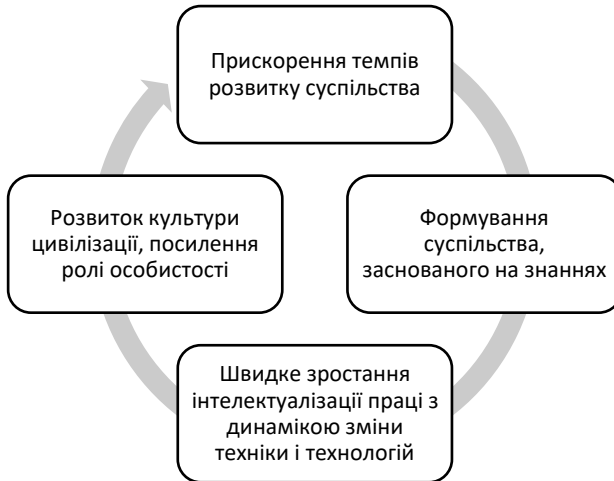 Прискорення темпів
розвитку суспільства
Формування
суспільства,
заснованого на знаннях
Швидке зростання
інтелектуалізації праці з
динамікою зміни
техніки і технологій
Розвиток культури
цивілізації, посилення
ролі особистості